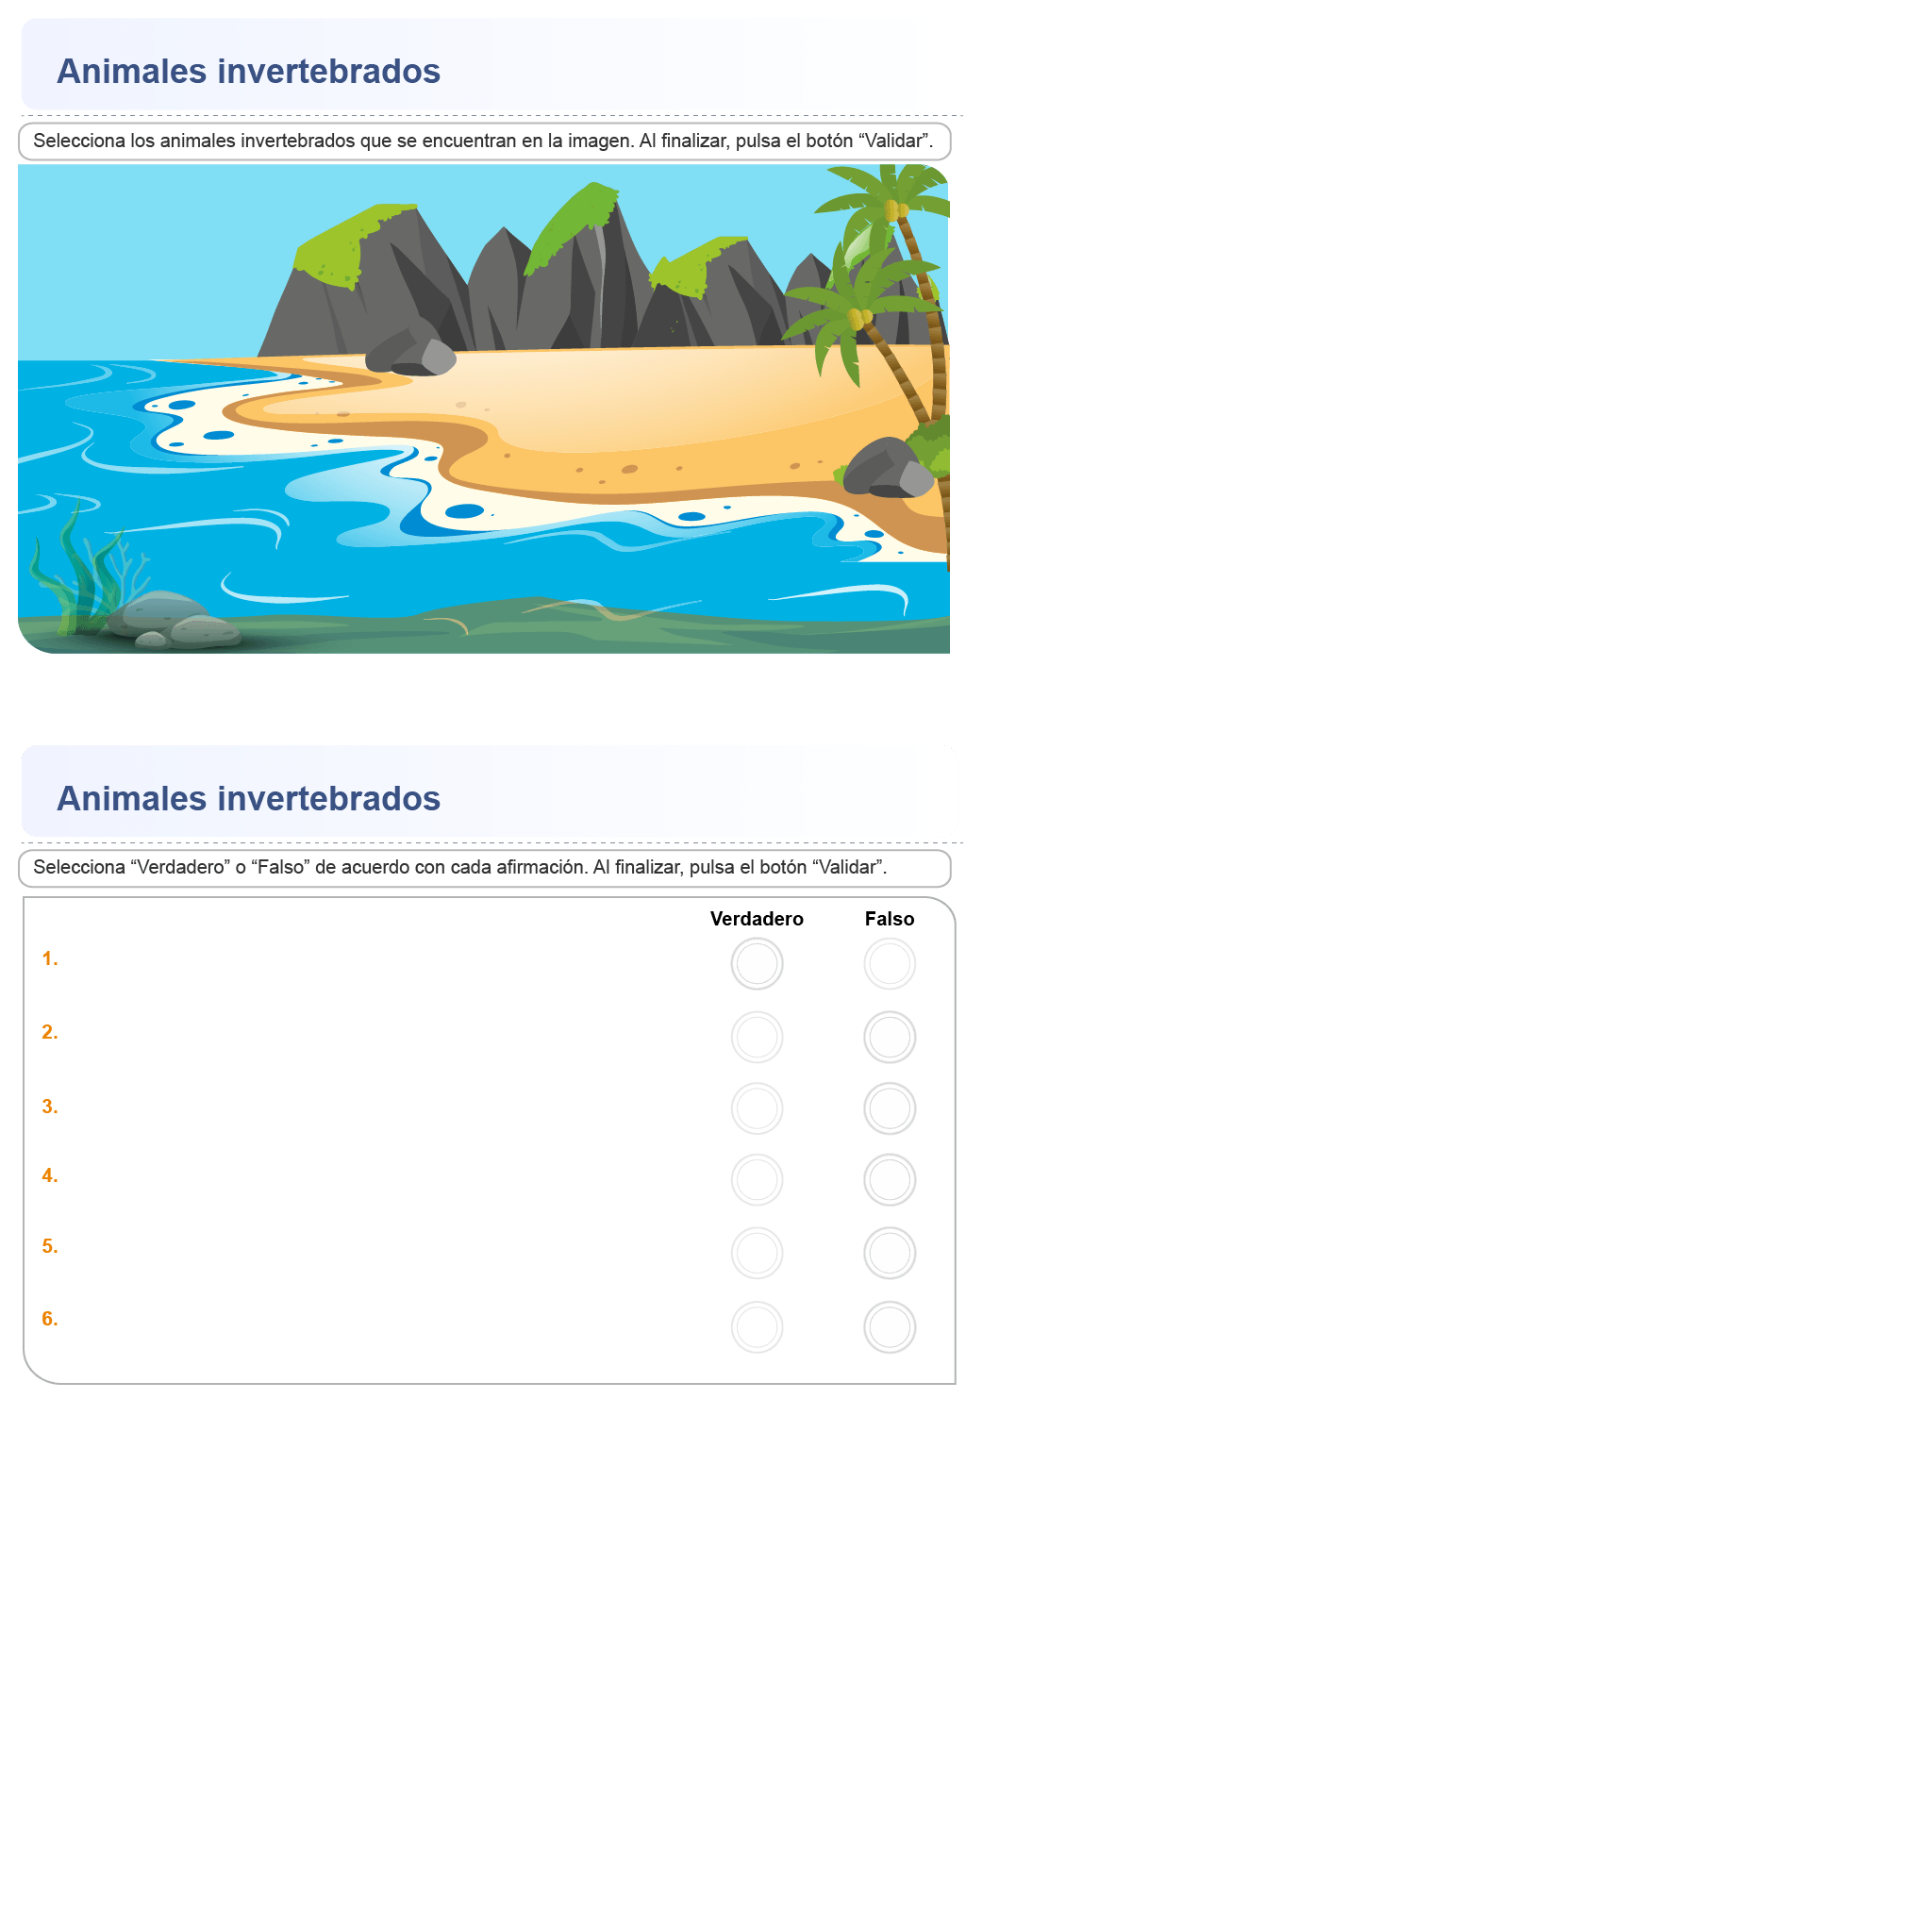 Animales invertebrados
Selecciona los animales invertebrados que se encuentran en la imagen. Al finalizar, pulsa el botón “Validar”.
Animales invertebrados
Selecciona “Verdadero” o “Falso” de acuerdo con cada afirmación. Al finalizar, pulsa el botón “Validar”.
Verdadero Falso
1.
2.
3.
4.
5.
6.